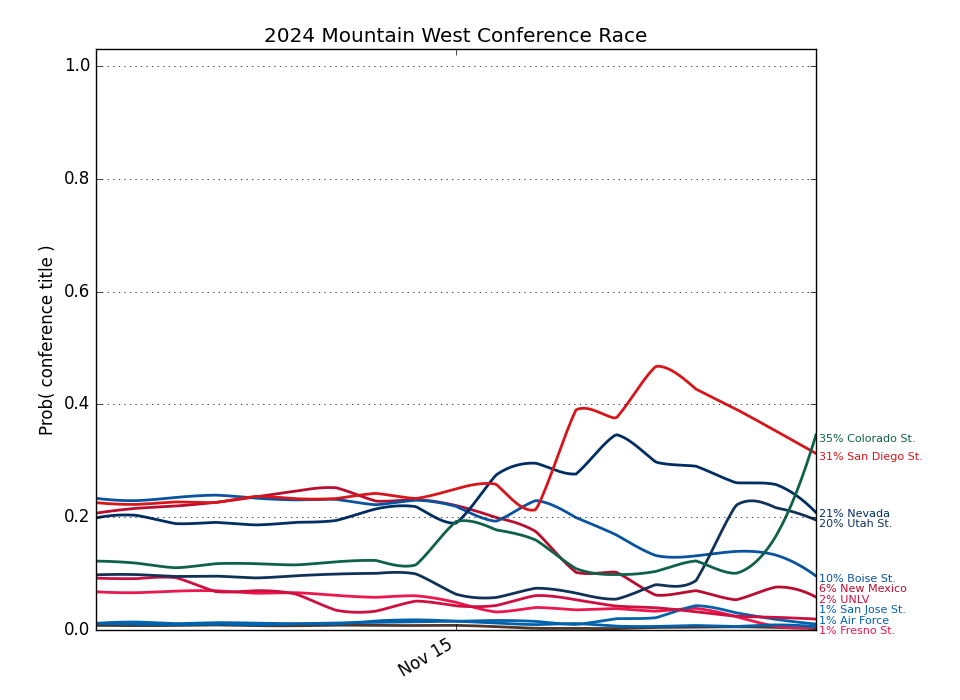 2024 Mountain West Conference Race
Prob( conference title )
1.0
0.8
0.6
0.4
0.2
0.0
Nov 15
35% Colorado St.
31% San Diego St.
21% Nevada
20% Utah St.
10% Boise St.
6% New Mexico
2% UNLV
1% San Jose St.
1% Air Force
1% Fresno St.